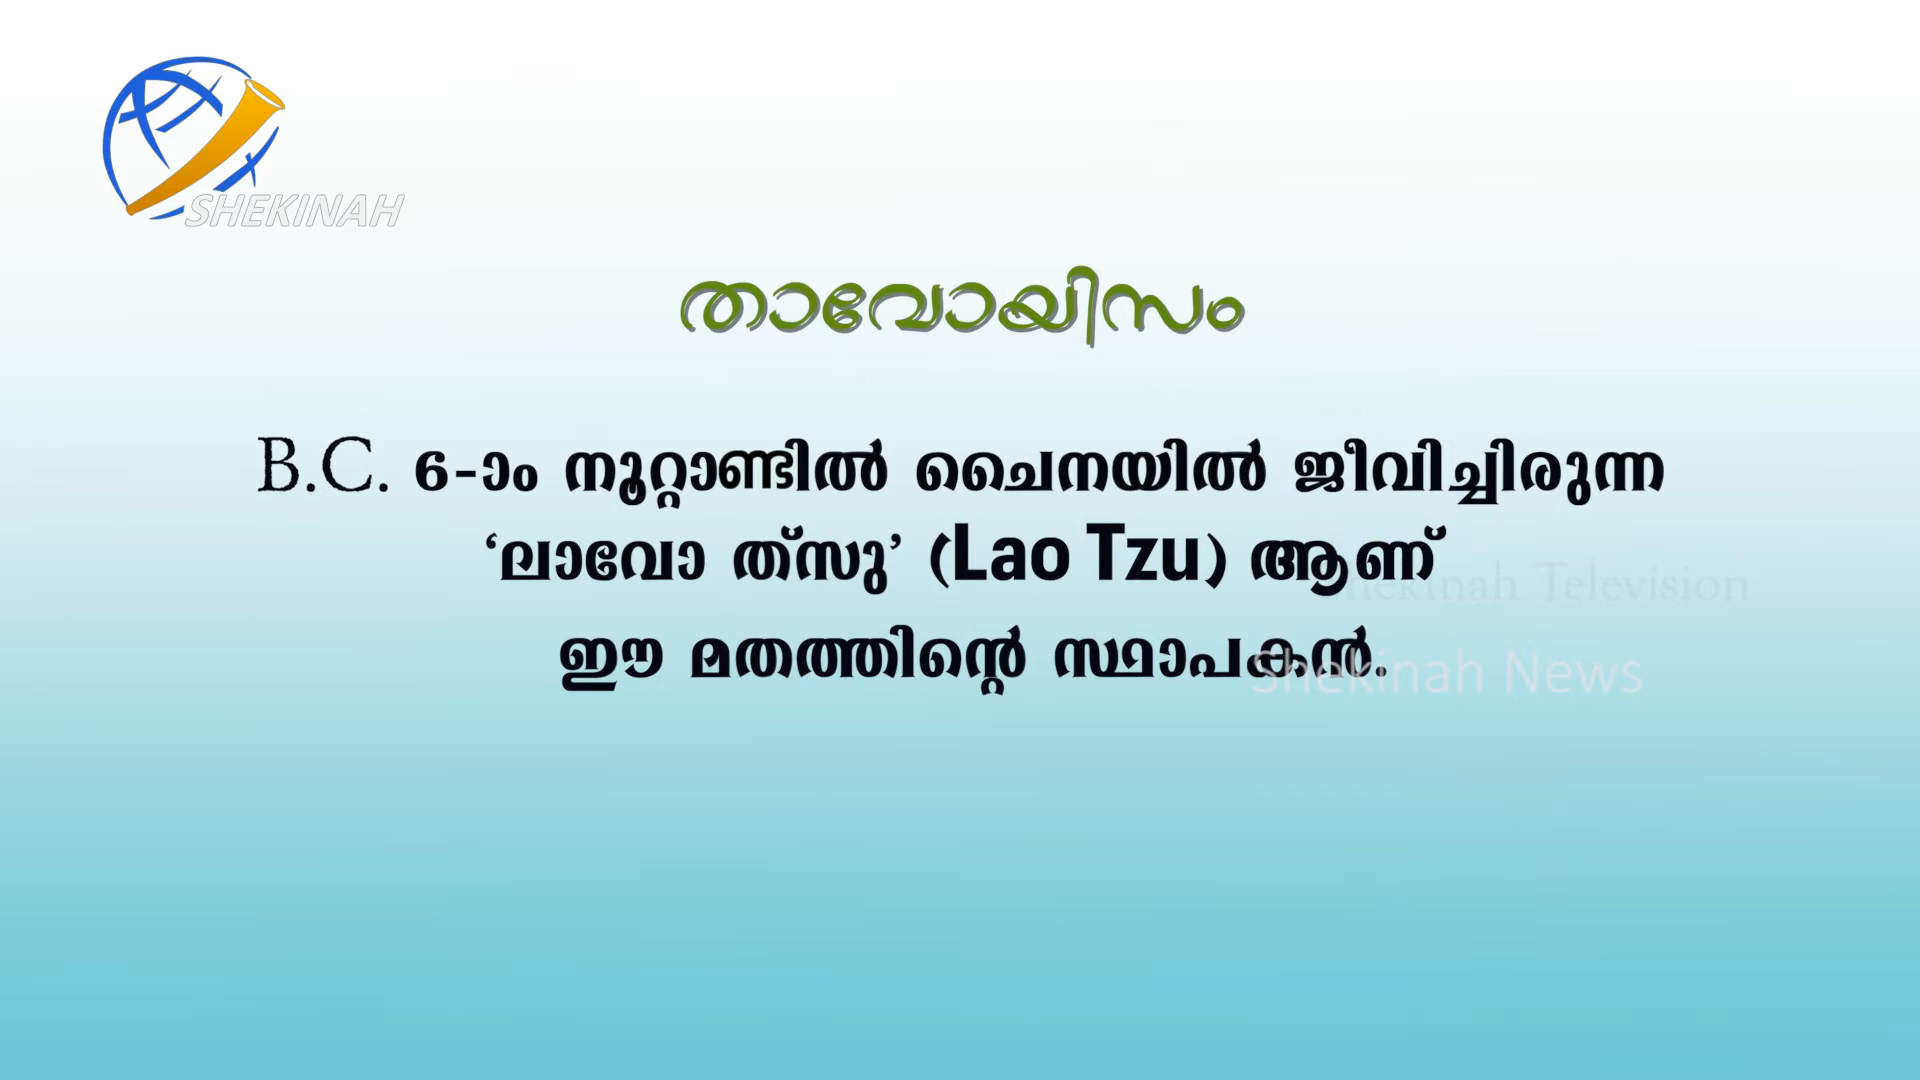 SHEKINAH
താവോയിസം
B.C. 6-ാം നൂറ്റാണ്ടിൽ ചൈനയിൽ ജീവിച്ചിരുന്ന
‘ലാവോ ത്സു’ (Lao Tzu) ആണ്
Shekinah Television
ഈ മതത്തിന്റെ സ്ഥാപകൻ.
Shekinah News